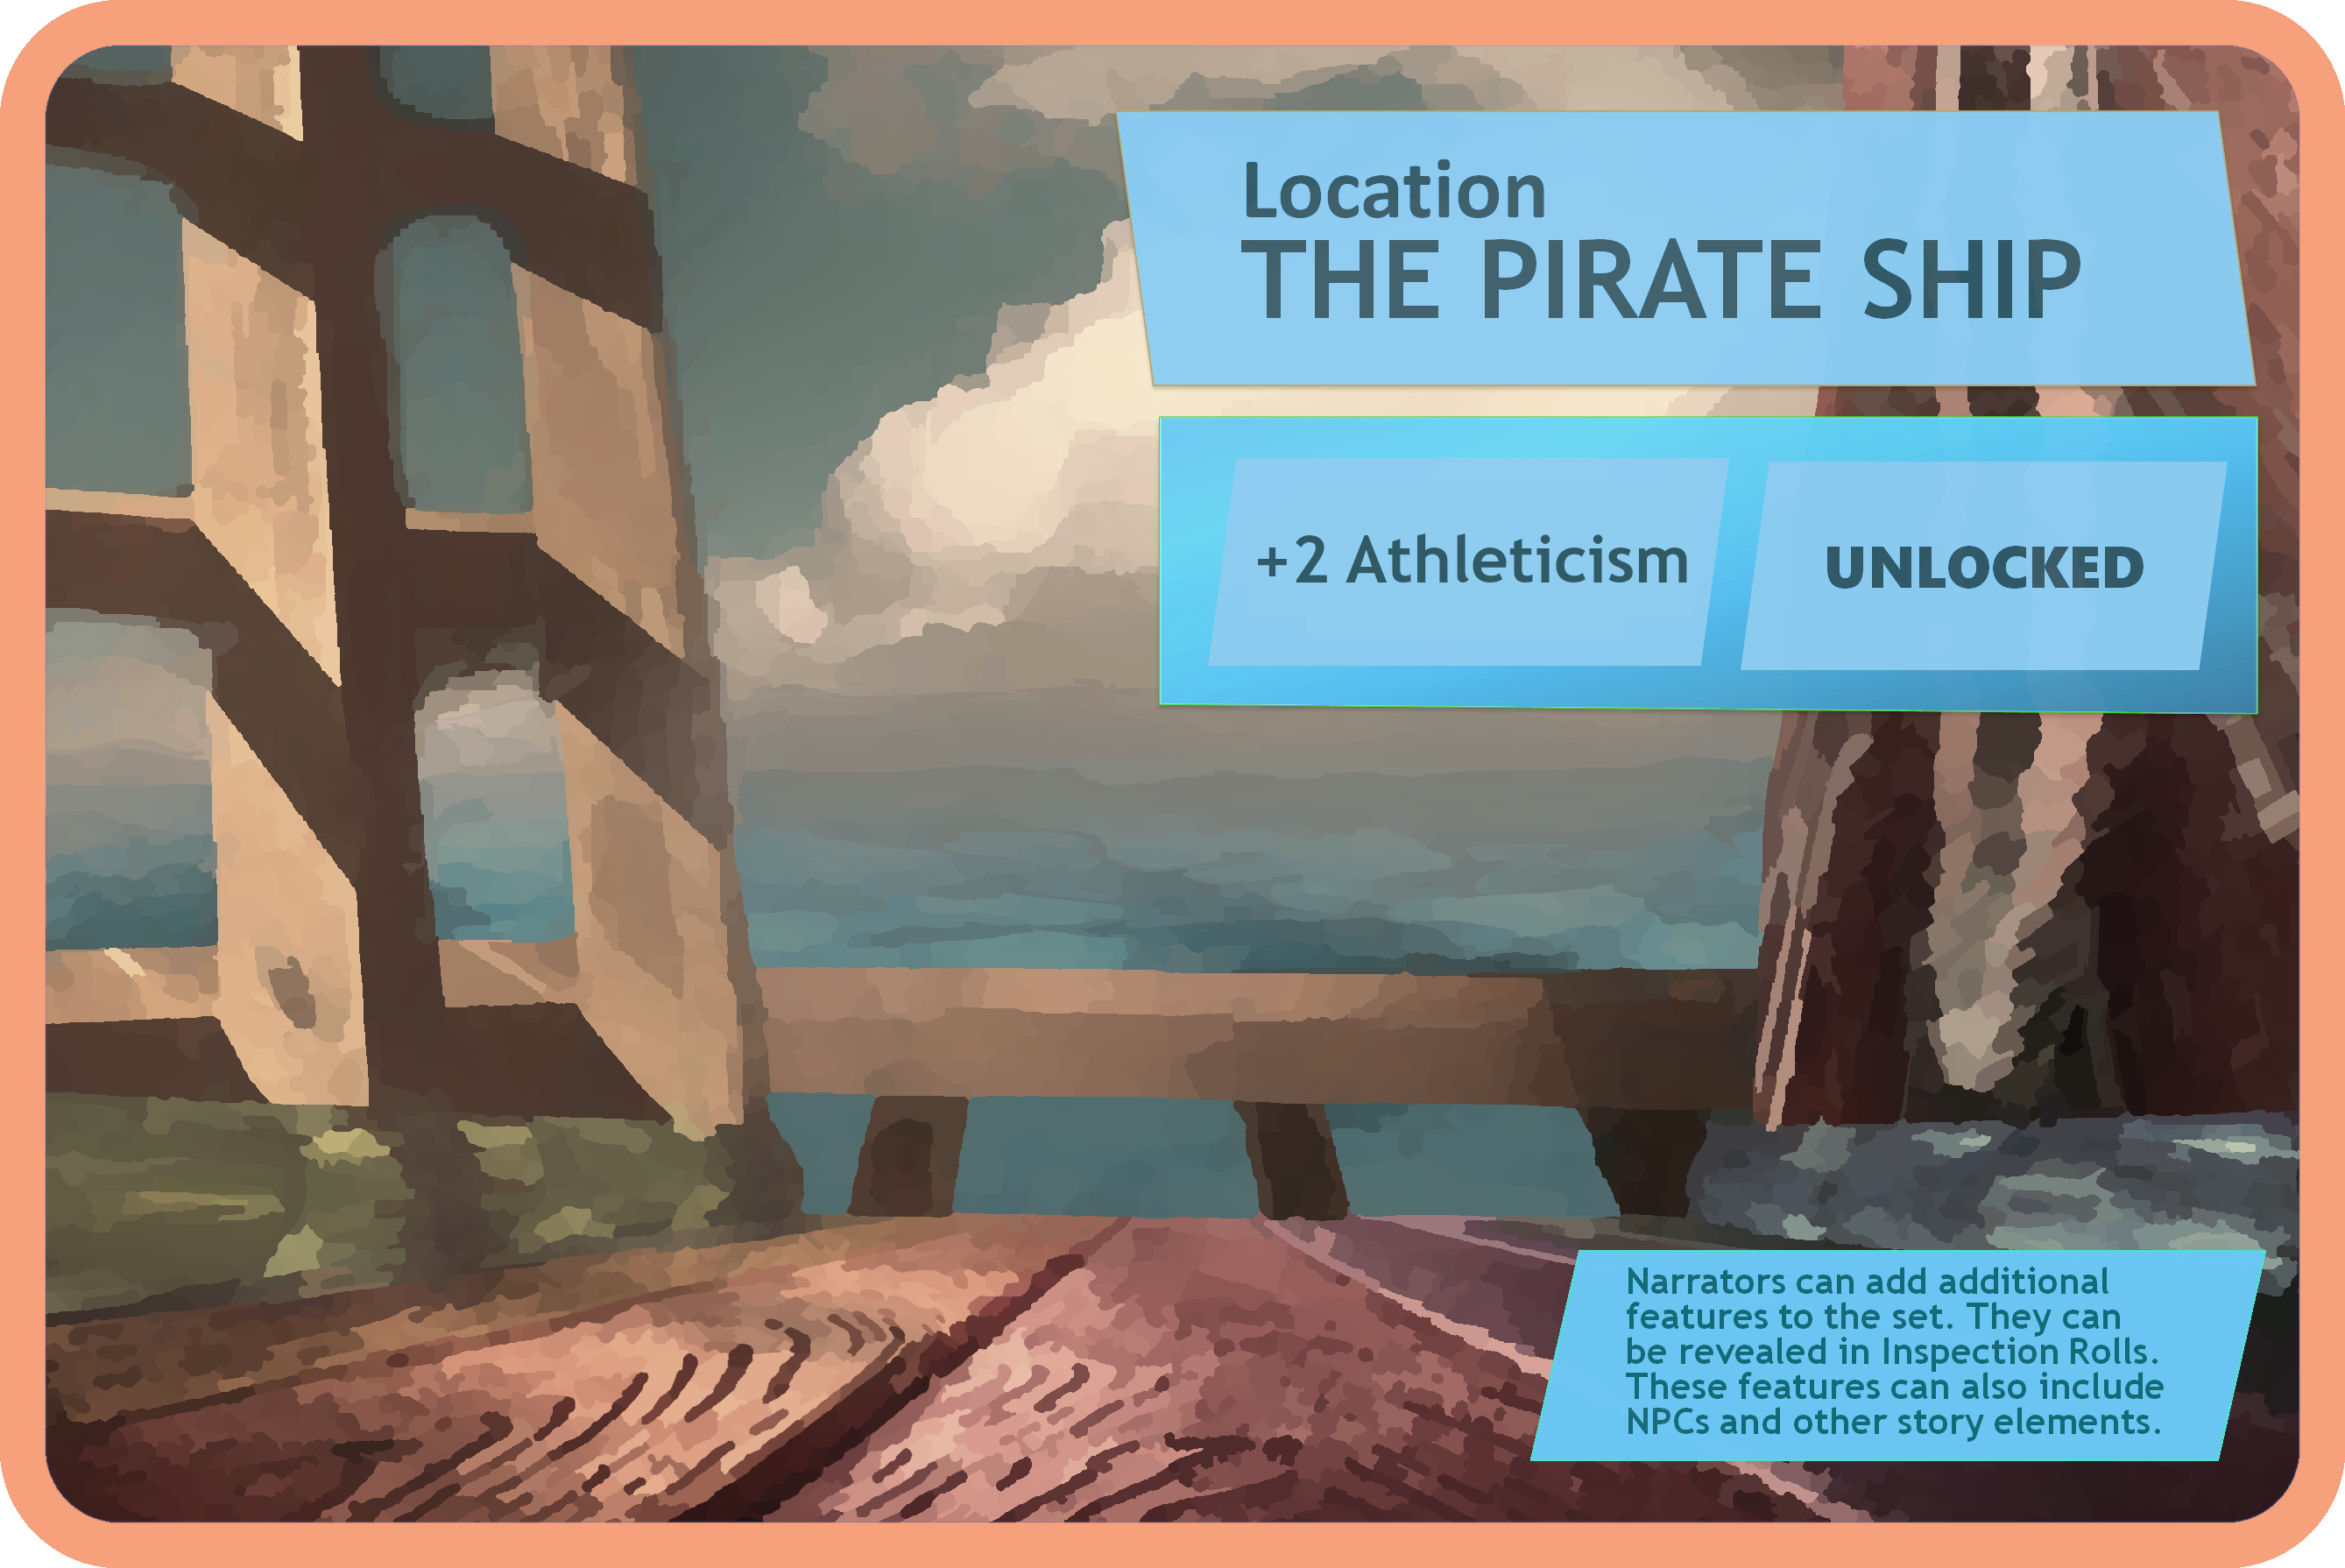 Location
THE PIRATE SHIP
+2 Athleticism
UNLOCKED
Narrators can add additional
features to the set. They can
be revealed in Inspection Rolls.
These features can also include
NPCs and other story elements.